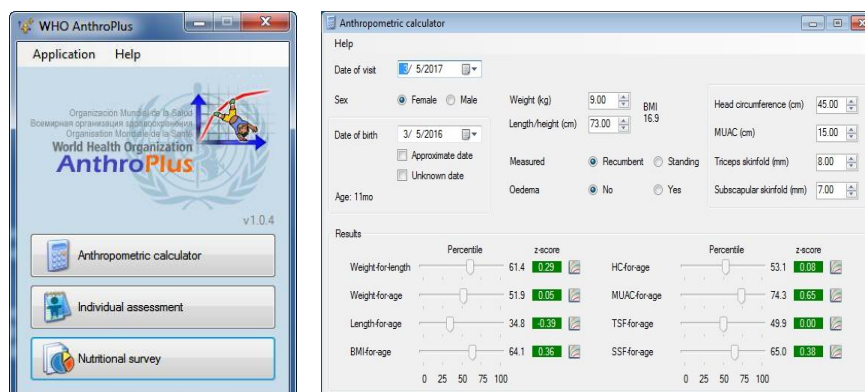 WHO AnthroPlus
Application Help
Organización Mundial de la Salud
Всемирная организация здравоохранения
Organisation Mondiale de la Santé
World Health Organization
AnthroPlus
v1.0.4
Anthropometric calculator
Individual assessment
Nutritional survey
Anthropometric calculator
Help
Date of visit 3/ 5/2017
Sex Female Male
Date of birth 3/ 5/2016
Approximate date
Unknown date
Age: 11mo
Weight (kg) 9.00
BMI
16.9
Length/height (cm) 73.00
Measured Recumbent Standing
Oedema No Yes
Head circumference (cm) 45.00
MUAC (cm) 15.00
Triceps skinfold (mm) 8.00
Subscapular skinfold (mm) 7.00
Results
Percentile z-score
Weight-for-length 61.4 0.29
Weight-for-age 51.9 0.05
Length-for-age 34.8 -0.39
BMI-for-age 64.1 0.36
0 25 50 75 100
Percentile z-score
HC-for-age 53.1 0.08
MUAC-for-age 74.3 0.65
TSF-for-age 49.9 0.00
SSF-for-age 65.0 0.38
0 25 50 75 100